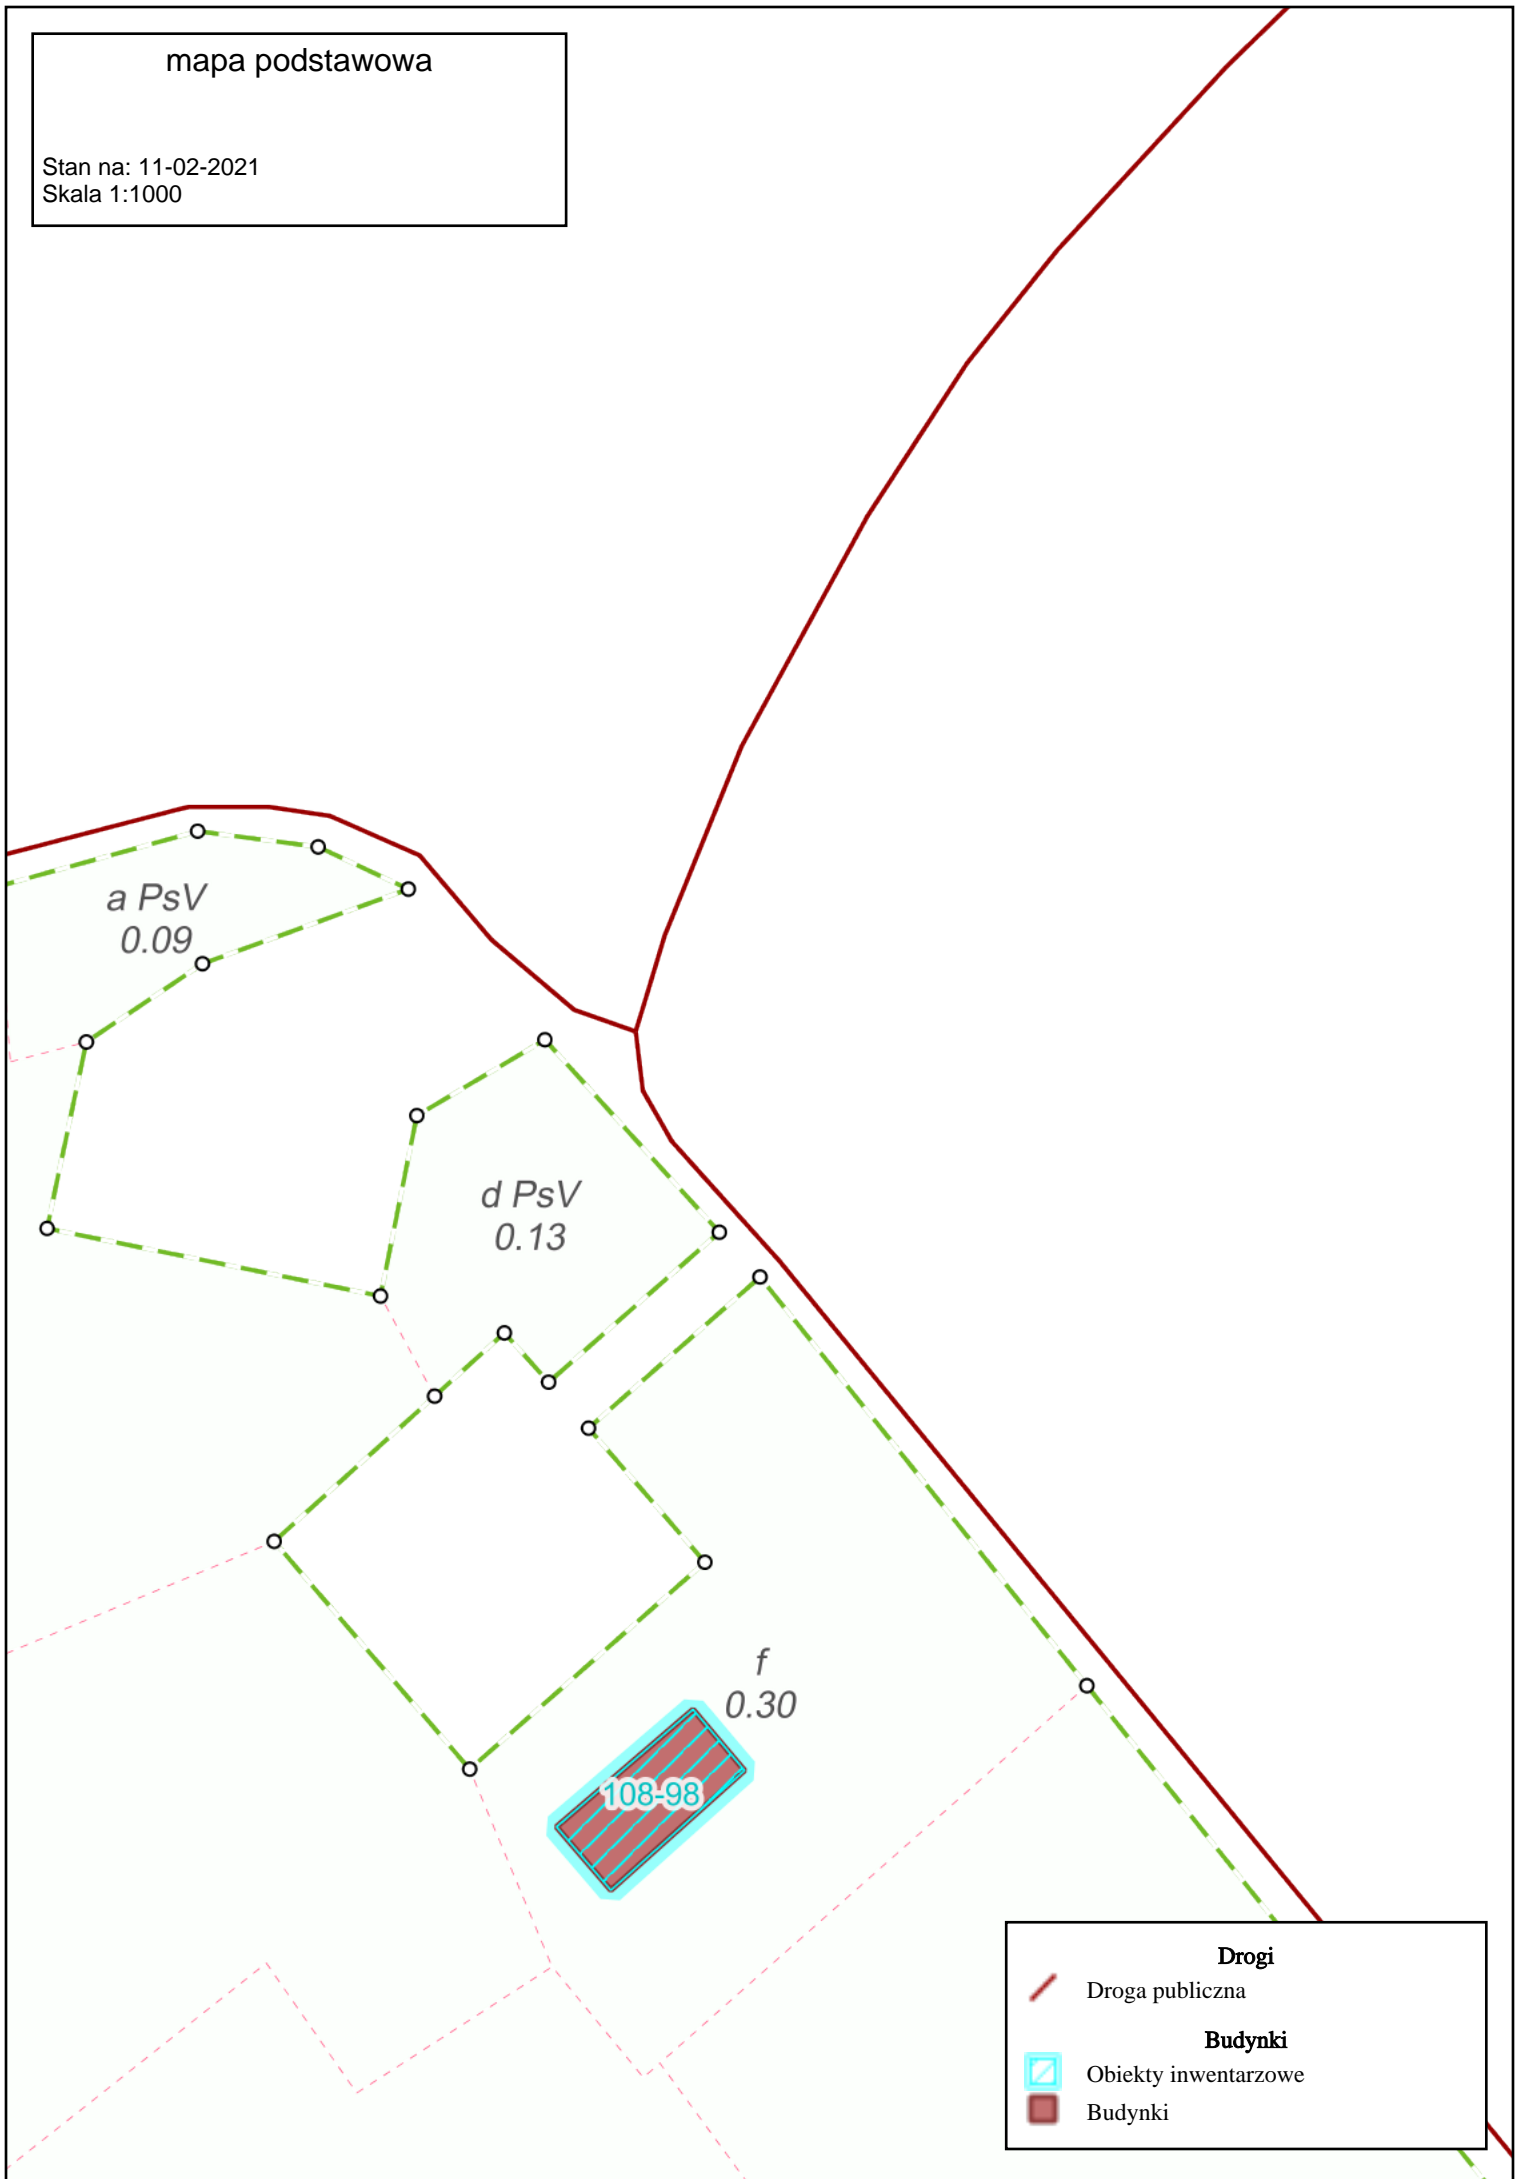 mapa podstawowa
Stan na: 11-02-2021
Skala 1:1000
a PsV
0.09
d PsV
0.13
f
0.30
108-98
Drogi
Droga publiczna
Budynki
Obiekty inwentarzowe
Budynki